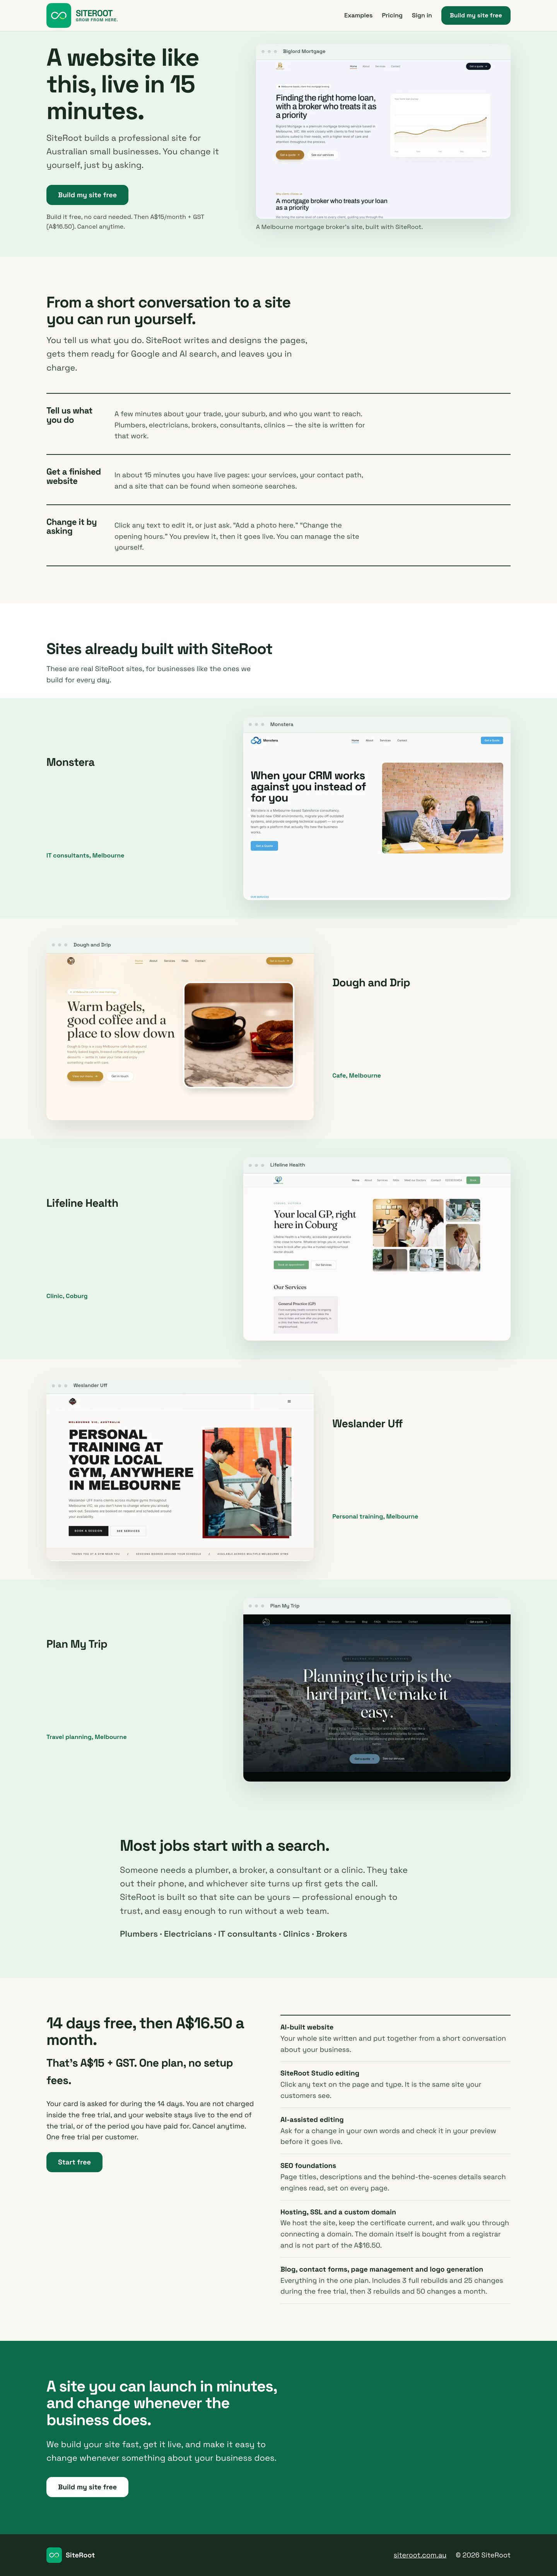 SITEROOT
GROW FROM HERE.
Examples
Pricing
Sign in
Build my site free
A website like
this, live in 15
minutes.
SiteRoot builds a professional site for
Australian small businesses. You change it
yourself, just by asking.
Build my site free
Build it free, no card needed. Then A$15/month + GST
(A$16.50). Cancel anytime.
Biglord Mortgage
Finding the right home loan,
with a broker who treats it as
a priority
A mortgage broker who treats your loan
as a priority
A Melbourne mortgage broker's site, built with SiteRoot.
From a short conversation to a site
you can run yourself.
You tell us what you do. SiteRoot writes and designs the pages,
gets them ready for Google and AI search, and leaves you in
charge.
Tell us what
you do
A few minutes about your trade, your suburb, and who you want to reach.
Plumbers, electricians, brokers, consultants, clinics — the site is written for
that work.
Get a finished
website
In about 15 minutes you have live pages: your services, your contact path,
and a site that can be found when someone searches.
Change it by
asking
Click any text to edit it, or just ask. "Add a photo here." "Change the
opening hours." You preview it, then it goes live. You can manage the site
yourself.
Sites already built with SiteRoot
These are real SiteRoot sites, for businesses like the ones we
build for every day.
Monstera
IT consultants, Melbourne
Monstera
Monstera
Home
About
Services
Contact
When your CRM works
against you instead of
for you
Dough and Drip
Warm bagels,
good coffee and a
place to slow down
Dough and Drip
Cafe, Melbourne
Lifeline Health
Clinic, Coburg
Lifeline Health
Your local GP, right
here in Coburg
Our Services
General Practice (GP)
Weslander Uff
PERSONAL
TRAINING AT
YOUR LOCAL
GYM, ANYWHERE
IN MELBOURNE
BOOK A SESSION
SEE SERVICES
Weslander Uff
Personal training, Melbourne
Plan My Trip
Travel planning, Melbourne
Plan My Trip
Planning the trip is the
hard part. We make it
easy.
Most jobs start with a search.
Someone needs a plumber, a broker, a consultant or a clinic. They take
out their phone, and whichever site turns up first gets the call.
SiteRoot is built so that site can be yours — professional enough to
trust, and easy enough to run without a web team.
Plumbers · Electricians · IT consultants · Clinics · Brokers
14 days free, then A$16.50 a
month.
That's A$15 + GST. One plan, no setup
fees.
Your card is asked for during the 14 days. You are not charged
inside the free trial, and your website stays live to the end of
the trial, or of the period you have paid for. Cancel anytime.
One free trial per customer.
Start free
AI-built website
Your whole site written and put together from a short conversation
about your business.
SiteRoot Studio editing
Click any text on the page and type. It is the same site your
customers see.
AI-assisted editing
Ask for a change in your own words and check it in your preview
before it goes live.
SEO foundations
Page titles, descriptions and the behind-the-scenes details search
engines read, set on every page.
Hosting, SSL and a custom domain
We host the site, keep the certificate current, and walk you through
connecting a domain. The domain itself is bought from a registrar
and is not part of the A$16.50.
Blog, contact forms, page management and logo generation
Everything in the one plan. Includes 3 full rebuilds and 25 changes
during the free trial, then 3 rebuilds and 50 changes a month.
A site you can launch in minutes,
and change whenever the
business does.
We build your site fast, get it live, and make it easy to
change whenever something about your business does.
Build my site free
SiteRoot
siteroot.com.au
© 2026 SiteRoot